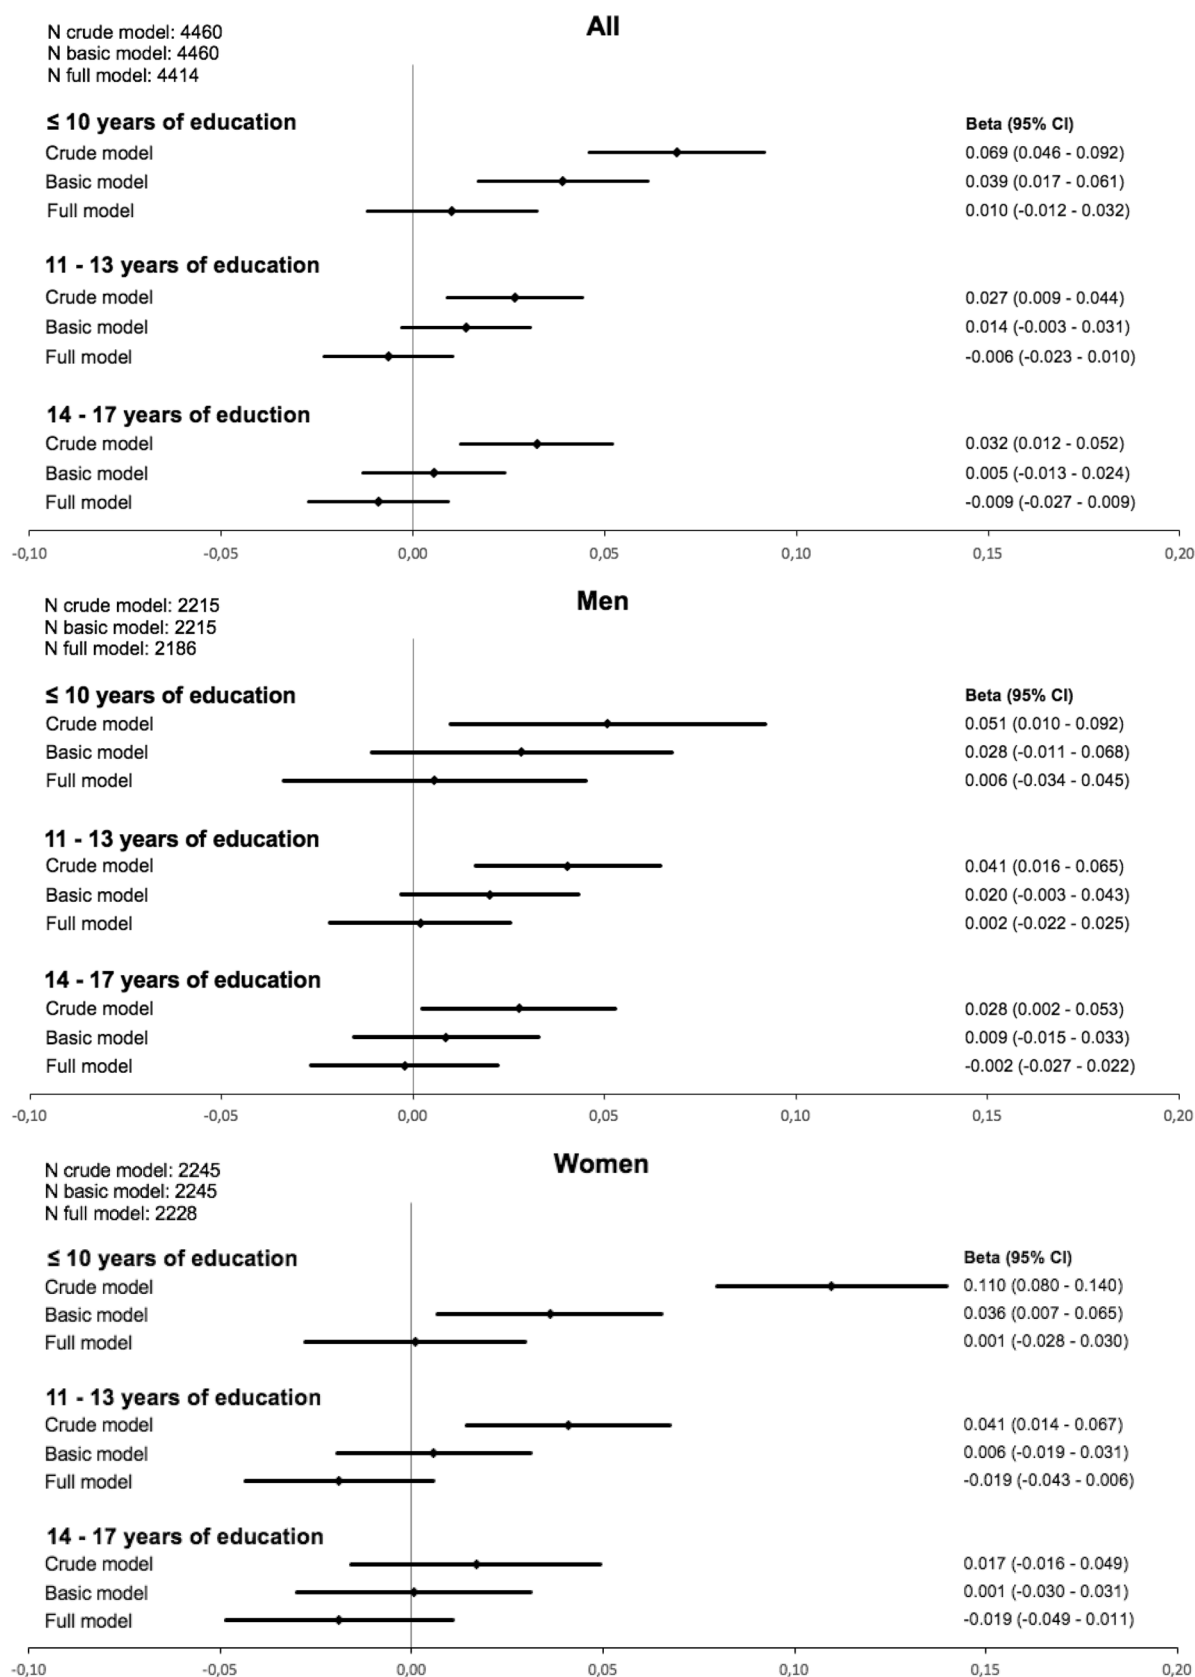 N crude model: 4460
All
N basic model: 4460
N full model: 4414
≤ 10 years of education
Beta (95% CI)
Crude model 0.069 (0.046 - 0.092)
Basic model 0.039 (0.017 - 0.061)
Full model 0.010 (-0.012 - 0.032)
11 - 13 years of education
Crude model 0.027 (0.009 - 0.044)
Basic model 0.014 (-0.003 - 0.031)
Full model -0.006 (-0.023 - 0.010)
14 - 17 years of eduction
Crude model 0.032 (0.012 - 0.052)
Basic model 0.005 (-0.013 - 0.024)
Full model -0.009 (-0.027 - 0.009)
-0,10 -0,05 0,00 0,05 0,10 0,15 0,20
N crude model: 2215
Men
N basic model: 2215
N full model: 2186
≤ 10 years of education
Beta (95% CI)
Crude model 0.051 (0.010 - 0.092)
Basic model 0.028 (-0.011 - 0.068)
Full model 0.006 (-0.034 - 0.045)
11 - 13 years of education
Crude model 0.041 (0.016 - 0.065)
Basic model 0.020 (-0.003 - 0.043)
Full model 0.002 (-0.022 - 0.025)
14 - 17 years of education
Crude model 0.028 (0.002 - 0.053)
Basic model 0.009 (-0.015 - 0.033)
Full model -0.002 (-0.027 - 0.022)
-0,10 -0,05 0,00 0,05 0,10 0,15 0,20
N crude model: 2245
Women
N basic model: 2245
N full model: 2228
≤ 10 years of education
Beta (95% CI)
Crude model 0.110 (0.080 - 0.140)
Basic model 0.036 (0.007 - 0.065)
Full model 0.001 (-0.028 - 0.030)
11 - 13 years of education
Crude model 0.041 (0.014 - 0.067)
Basic model 0.006 (-0.019 - 0.031)
Full model -0.019 (-0.043 - 0.006)
14 - 17 years of education
Crude model 0.017 (-0.016 - 0.049)
Basic model 0.001 (-0.030 - 0.031)
Full model -0.019 (-0.049 - 0.011)
-0,10 -0,05 0,00 0,05 0,10 0,15 0,20